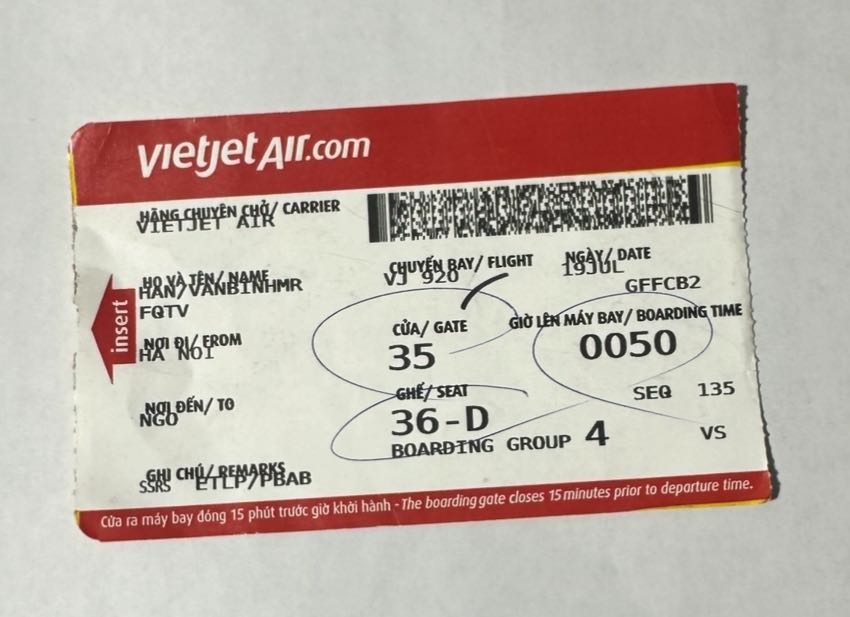 vietjetAir.com
HÃNG CHUYÊN CHỞ/ CARRIER
VIETJET AIR
HỌ VÀ TÊN/ NAME
HAN/VANBINHMR
CHUYẾN BAY/ FLIGHT
VJ 920
NGÀY/ DATE
19JUL
GFFCB2
FQTV
NƠI ĐI/ FROM
HA NOI
CỬA/ GATE
35
GIỜ LÊN MÁY BAY/ BOARDING TIME
0050
insert
NƠI ĐẾN/ TO
NGO
GHẾ/ SEAT
36-D
SEQ 135
BOARDING GROUP 4
VS
GHI CHÚ/ REMARKS
SSRS ETLP/PBAB
Cửa ra máy bay đóng 15 phút trước giờ khởi hành - The boarding gate closes 15 minutes prior to departure time.